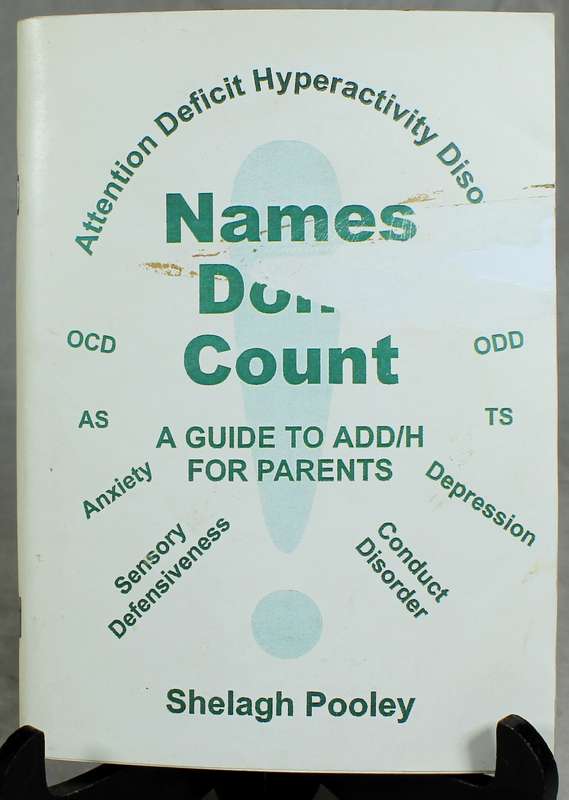 Attention Deficit Hyperactivity Diso
Names
Don
Count
A GUIDE TO ADD/H
FOR PARENTS
OCD
ODD
AS
TS
Anxiety
Depression
Sensory
Defensiveness
Conduct
Disorder
Shelagh Pooley